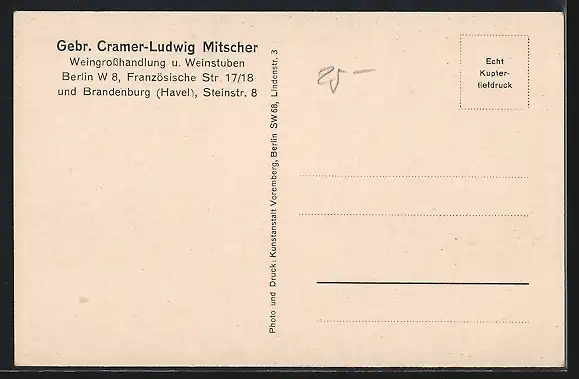 Gebr. Cramer-Ludwig Mitscher
Weingroßhandlung u. Weinstuben
Berlin W 8, Französische Str. 17/18
und Brandenburg (Havel), Steinstr. 8
Photo und Druck: Kunstanstalt Voremberg, Berlin SW 68, Lindenstr. 3
25 —
Echt
Kupfer-
tiefdruck